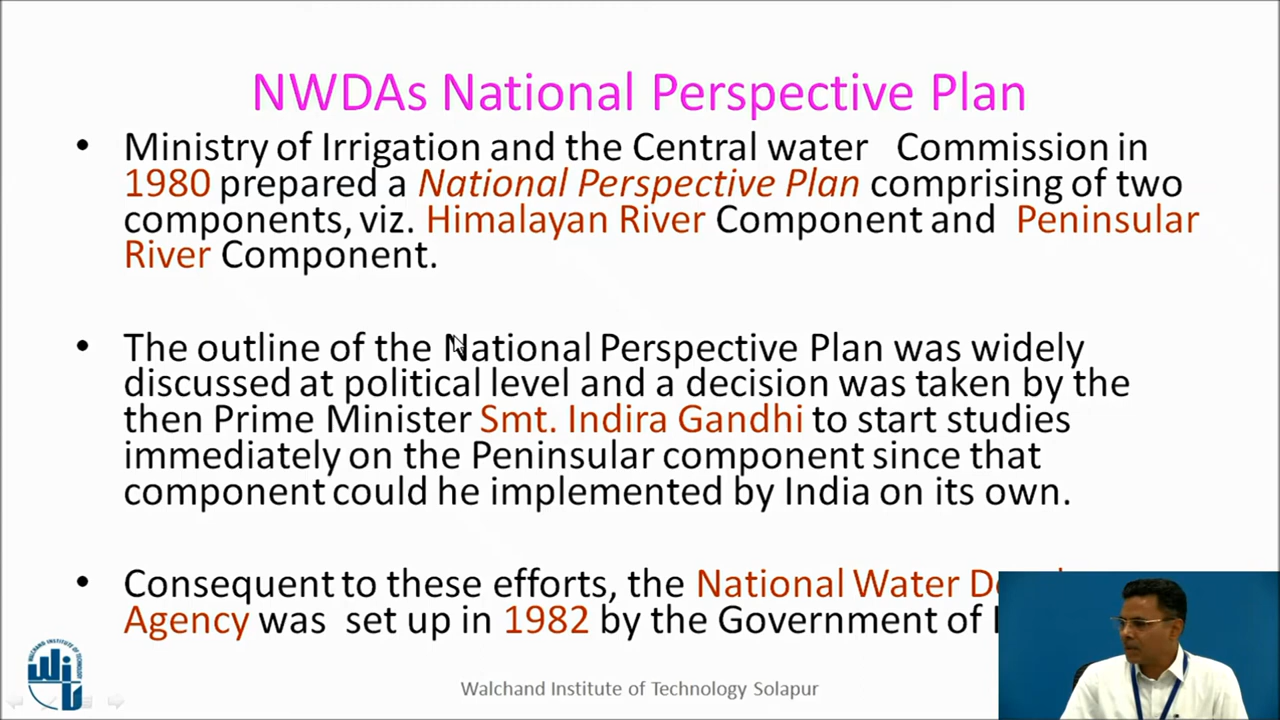 NWDAs National Perspective Plan
• Ministry of Irrigation and the Central water Commission in
1980 prepared a National Perspective Plan comprising of two
components, viz. Himalayan River Component and Peninsular
River Component.
• The outline of the National Perspective Plan was widely
discussed at political level and a decision was taken by the
then Prime Minister Smt. Indira Gandhi to start studies
immediately on the Peninsular component since that
component could he implemented by India on its own.
• Consequent to these efforts, the National Water
Agency was set up in 1982 by the Government of
WALCHAND INSTITUTE OF TECHNOLOGY
WIT
Walchand Institute of Technology Solapur